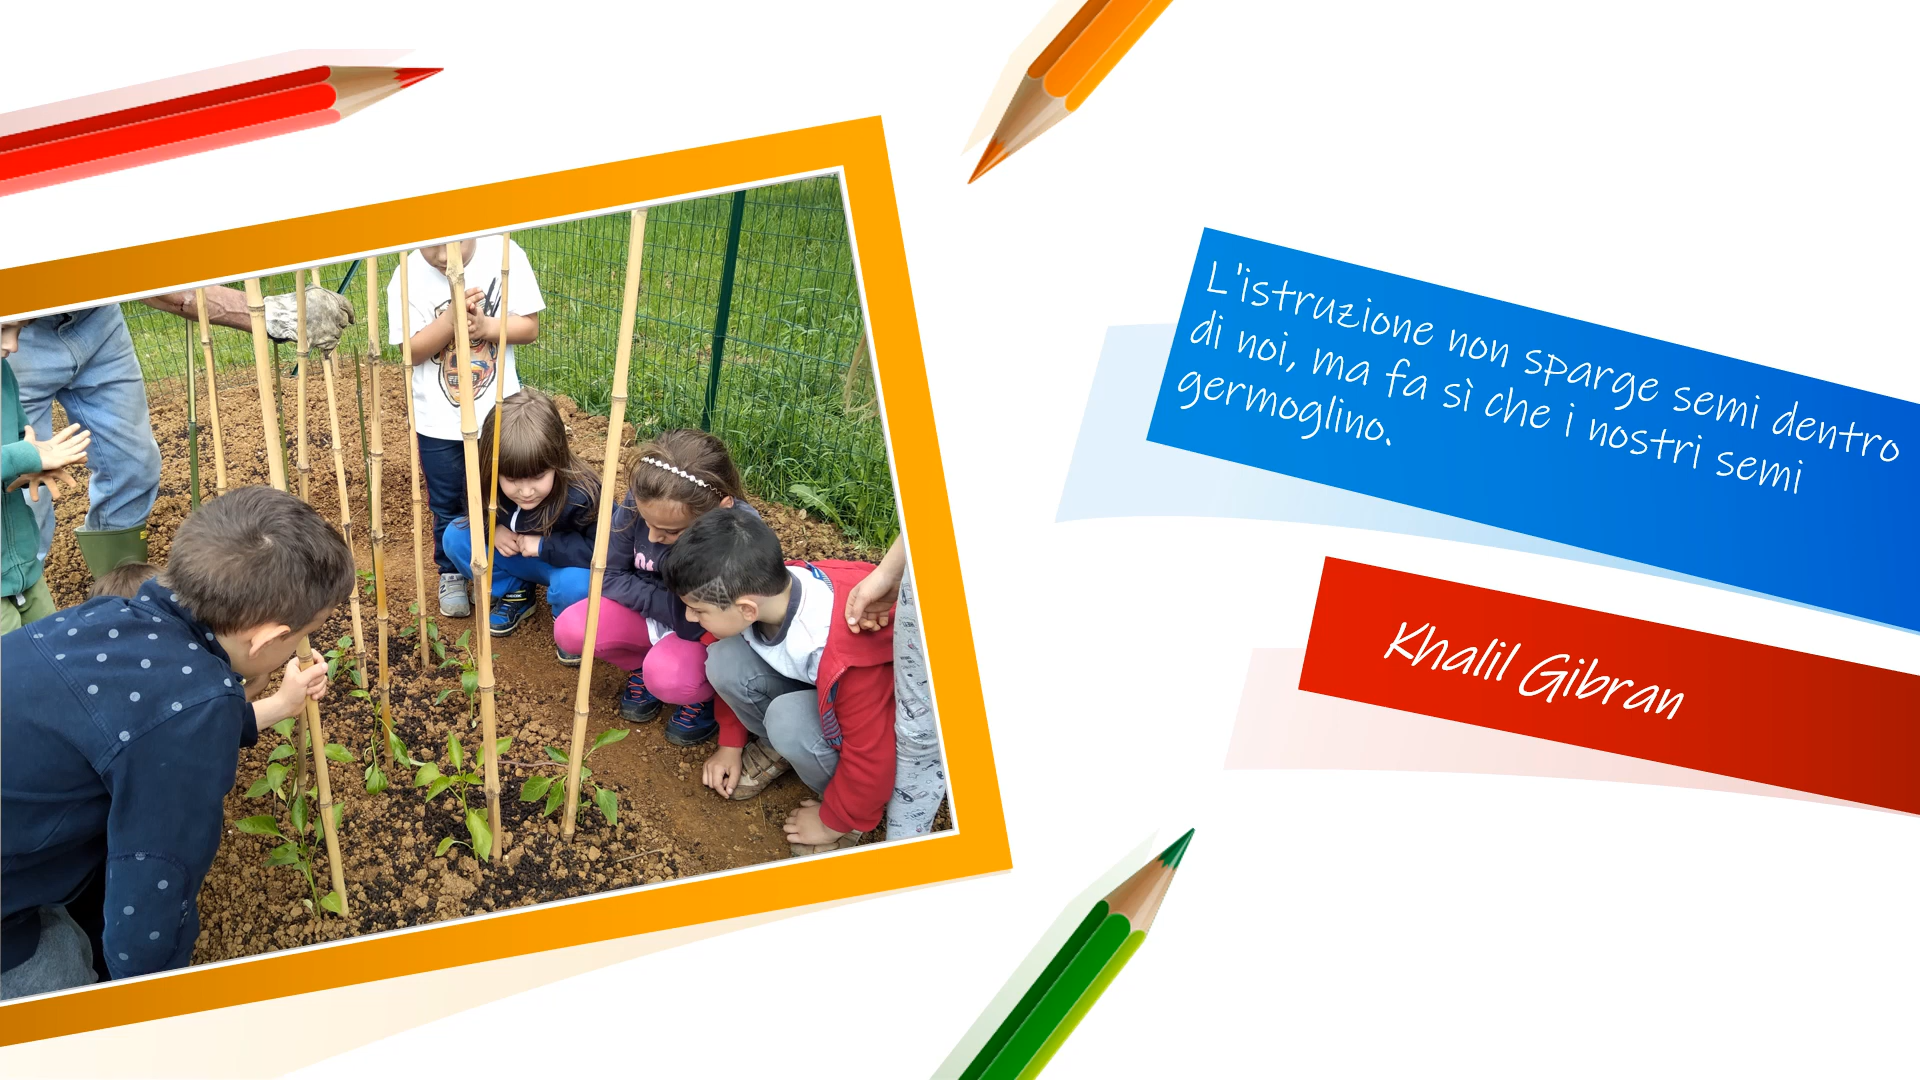 L'istruzione non sparge semi dentro
di noi, ma fa sì che i nostri semi
germoglino.
Khalil Gibran